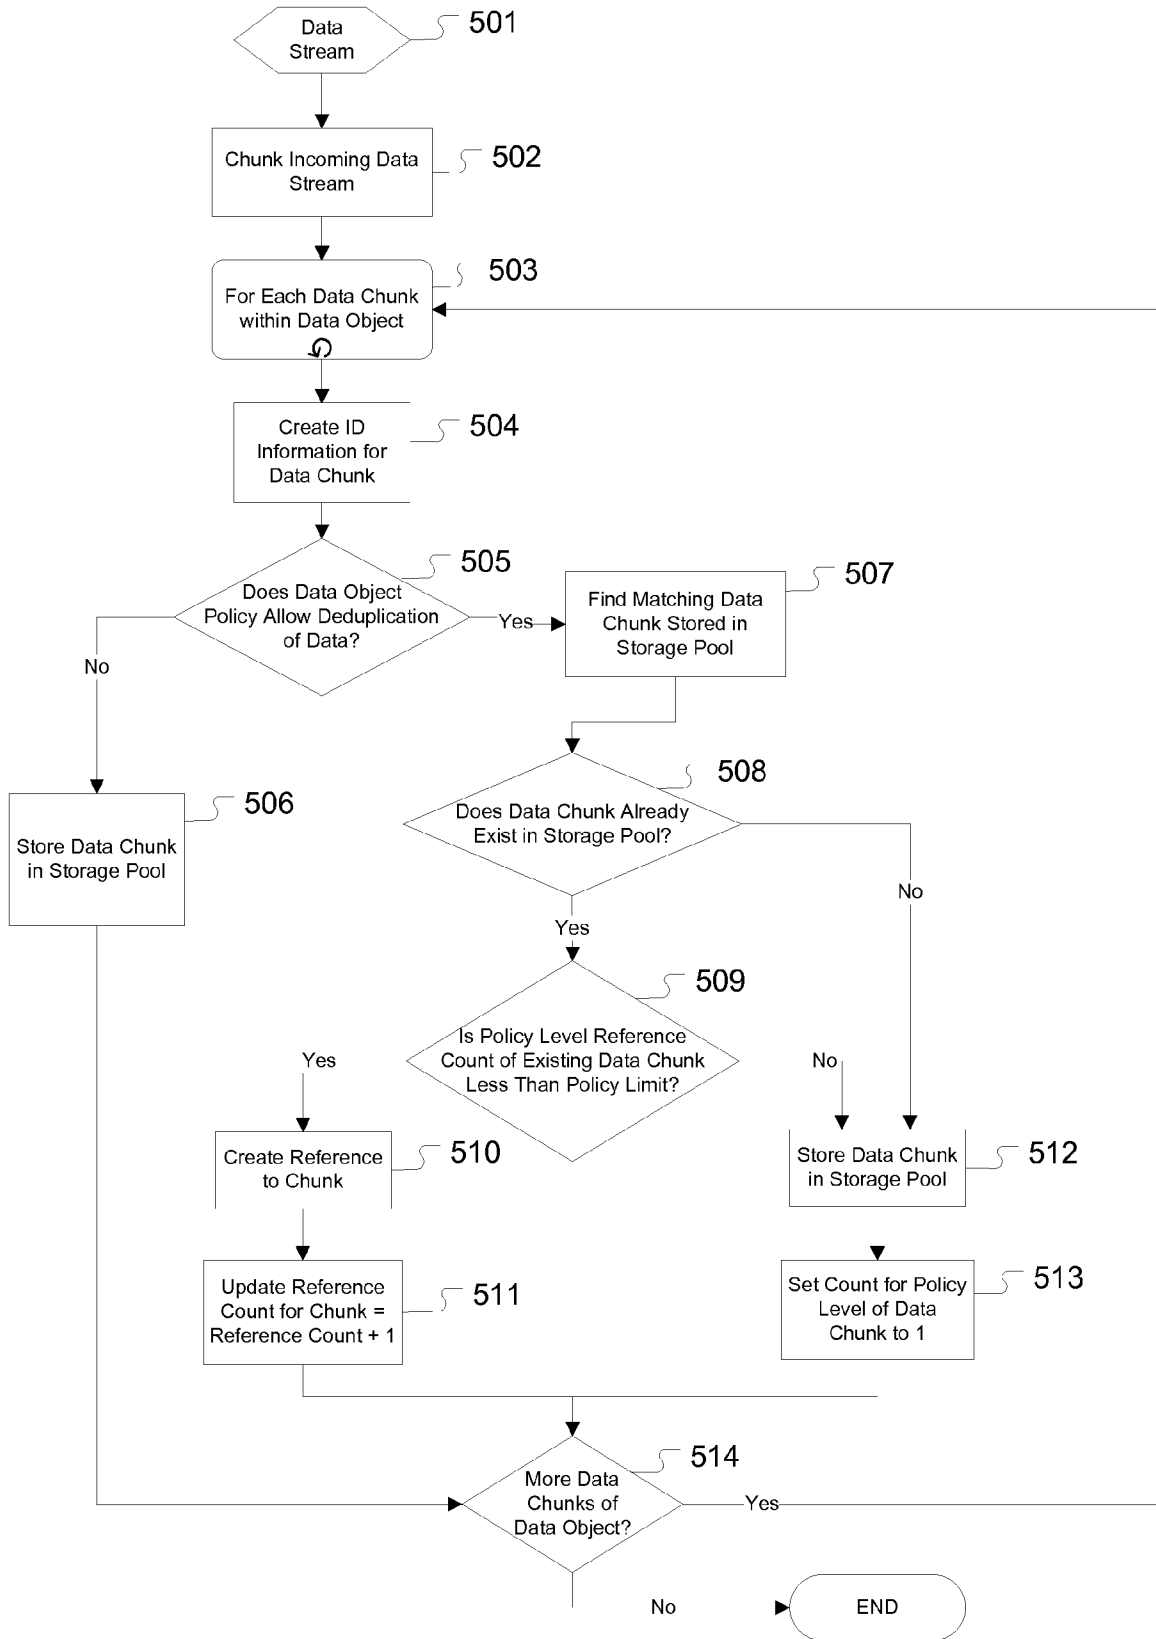 Data
Stream
501
Chunk Incoming Data
Stream
502
For Each Data Chunk
within Data Object
503
Create ID
Information for
Data Chunk
504
Does Data Object
Policy Allow Deduplication
of Data?
505
Yes
No
Find Matching Data
Chunk Stored in
Storage Pool
507
Store Data Chunk
in Storage Pool
506
Does Data Chunk Already
Exist in Storage Pool?
508
No
Yes
Is Policy Level Reference
Count of Existing Data Chunk
Less Than Policy Limit?
509
Yes
No
Create Reference
to Chunk
510
Store Data Chunk
in Storage Pool
512
Update Reference
Count for Chunk =
Reference Count + 1
511
Set Count for Policy
Level of Data
Chunk to 1
513
More Data
Chunks of
Data Object?
514
Yes
No
END